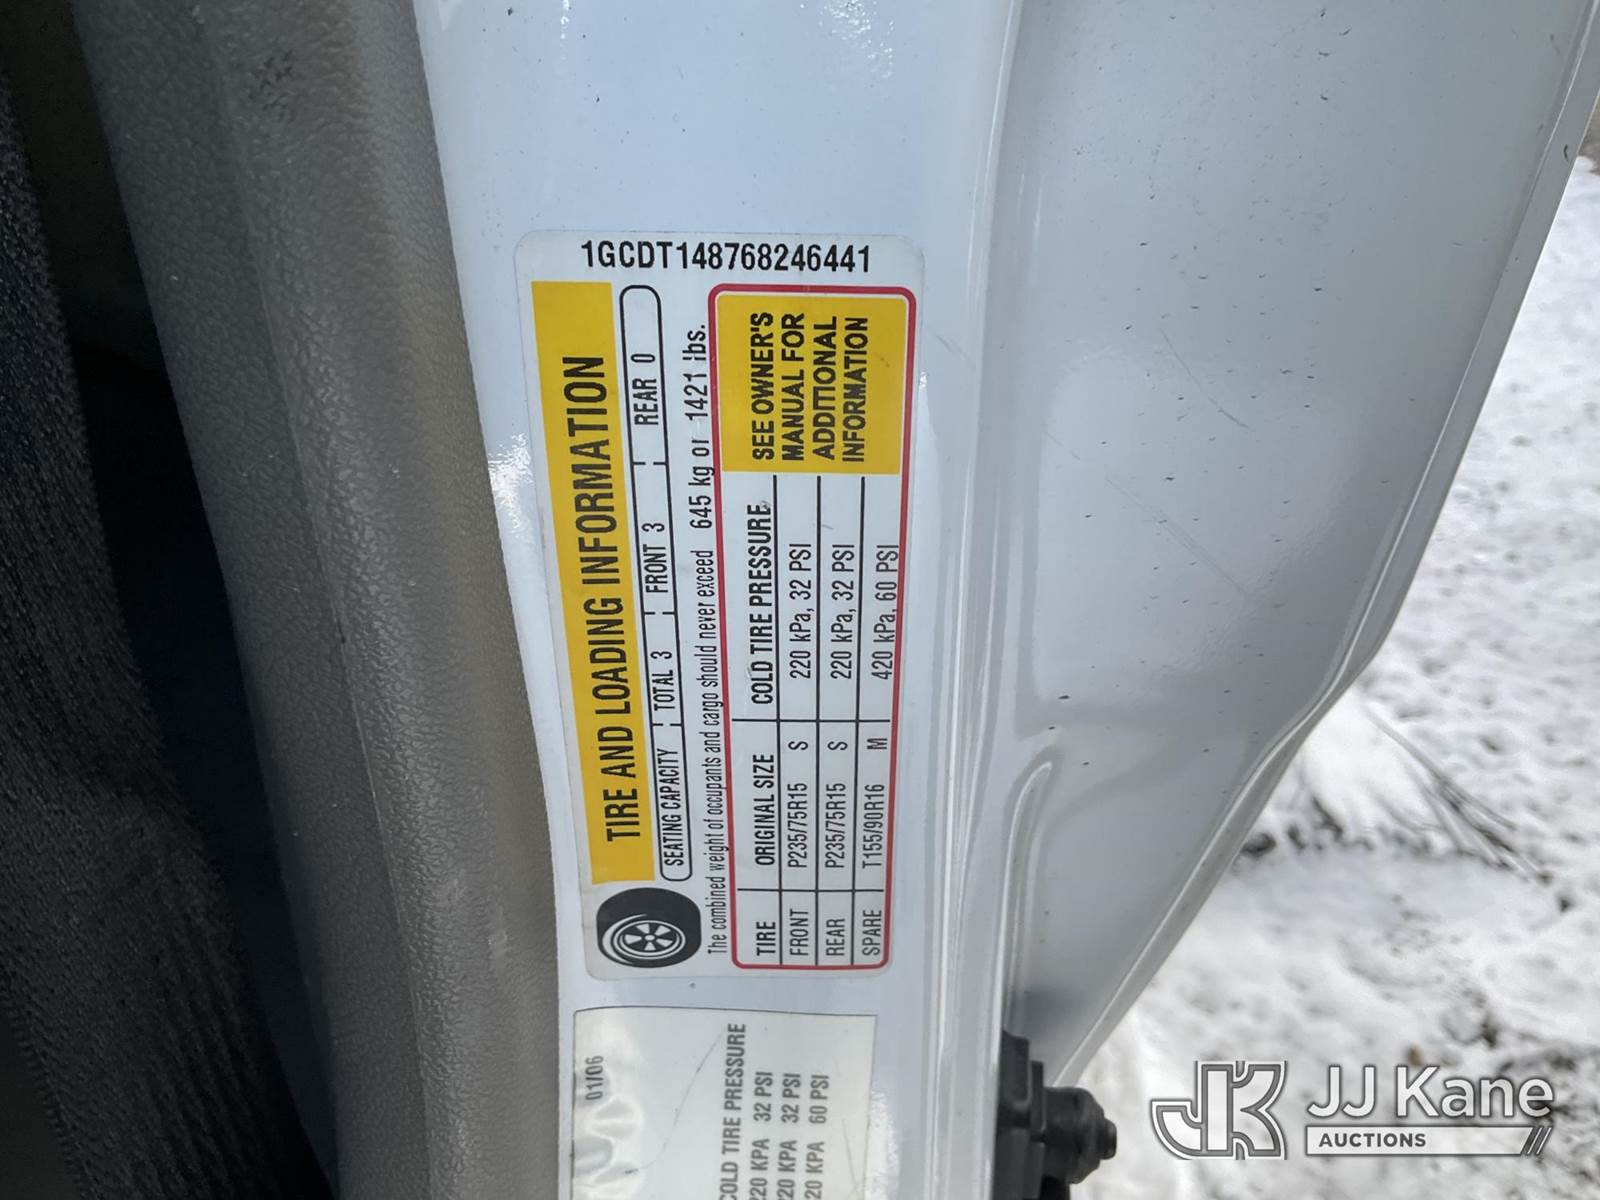 1GCDT148768246441
TIRE AND LOADING INFORMATION
SEATING CAPACITY TOTAL 3 FRONT 3 REAR 0
The combined weight of occupants and cargo should never exceed 645 kg or 1421 lbs.
TIRE ORIGINAL SIZE COLD TIRE PRESSURE
FRONT P235/75R15 S 220 kPa, 32 PSI
REAR P235/75R15 S 220 kPa, 32 PSI
SPARE T155/90R16 M 420 kPa, 60 PSI
SEE OWNER'S
MANUAL FOR
ADDITIONAL
INFORMATION
01/06
COLD TIRE PRESSURE
220 KPA 32 PSI
220 KPA 32 PSI
20 KPA 60 PSI
JJ Kane
AUCTIONS